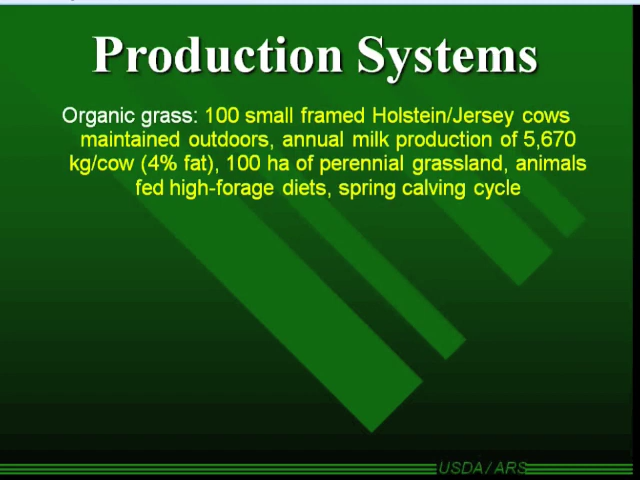 Production Systems
Organic grass: 100 small framed Holstein/Jersey cows
maintained outdoors, annual milk production of 5,670
kg/cow (4% fat), 100 ha of perennial grassland, animals
fed high-forage diets, spring calving cycle
USDA/ARS